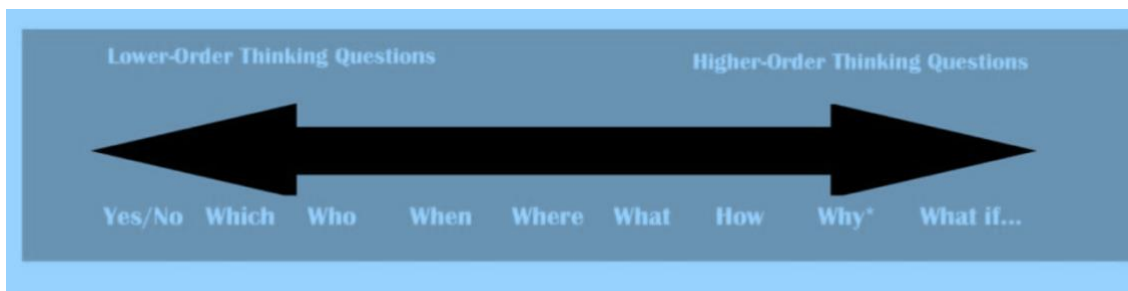 Lower-Order Thinking Questions
Higher-Order Thinking Questions
Yes/No Which Who When Where What How Why* What if...